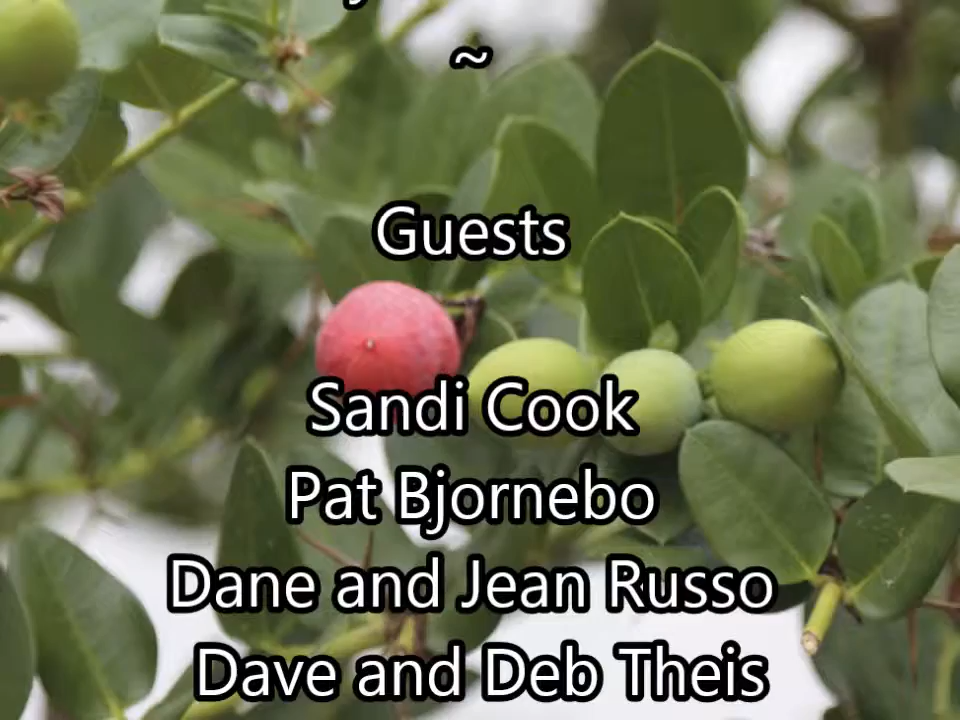 ~
Guests
Sandi Cook
Pat Bjornebo
Dane and Jean Russo
Dave and Deb Theis